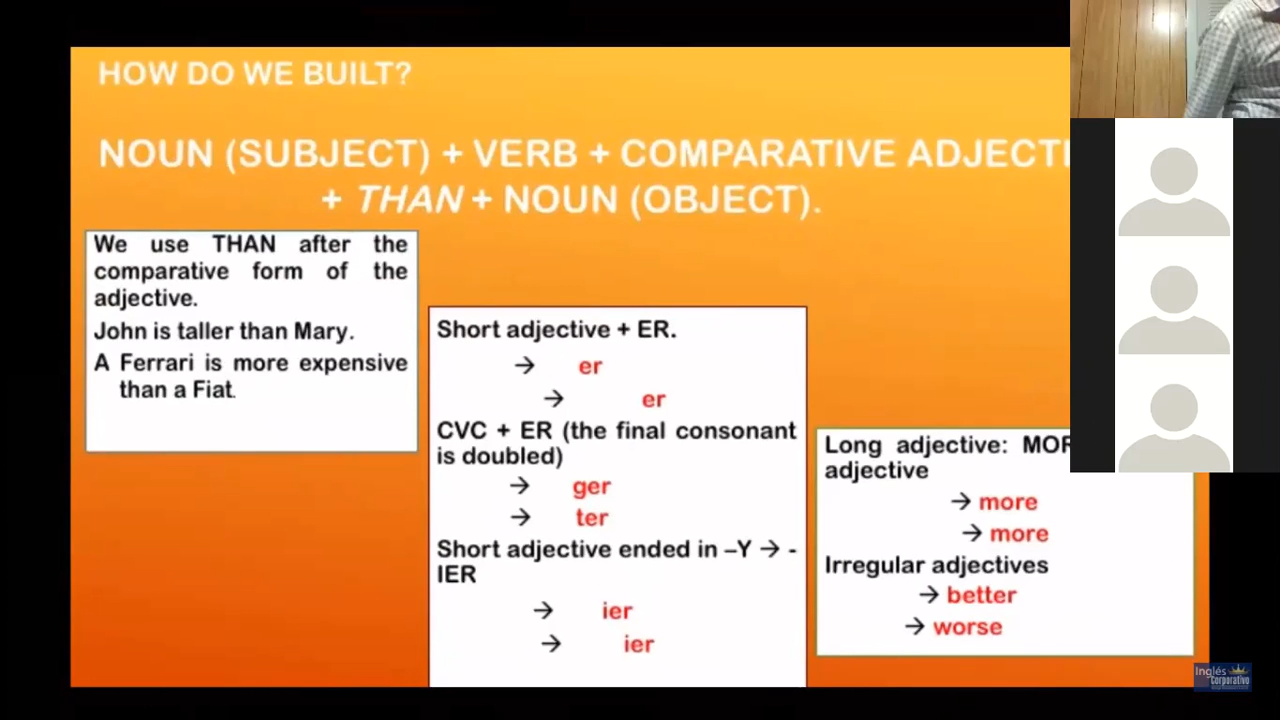 HOW DO WE BUILT?
NOUN (SUBJECT) + VERB + COMPARATIVE ADJECTI
+ THAN + NOUN (OBJECT).
We use THAN after the
comparative form of the
adjective.
John is taller than Mary.
A Ferrari is more expensive
than a Fiat.
Short adjective + ER.
→ er
→ er
CVC + ER (the final consonant
is doubled)
→ ger
→ ter
Short adjective ended in –Y → -
IER
→ ier
→ ier
Long adjective: MOR
adjective
→ more
→ more
Irregular adjectives
→ better
→ worse
Inglés
Corporativo